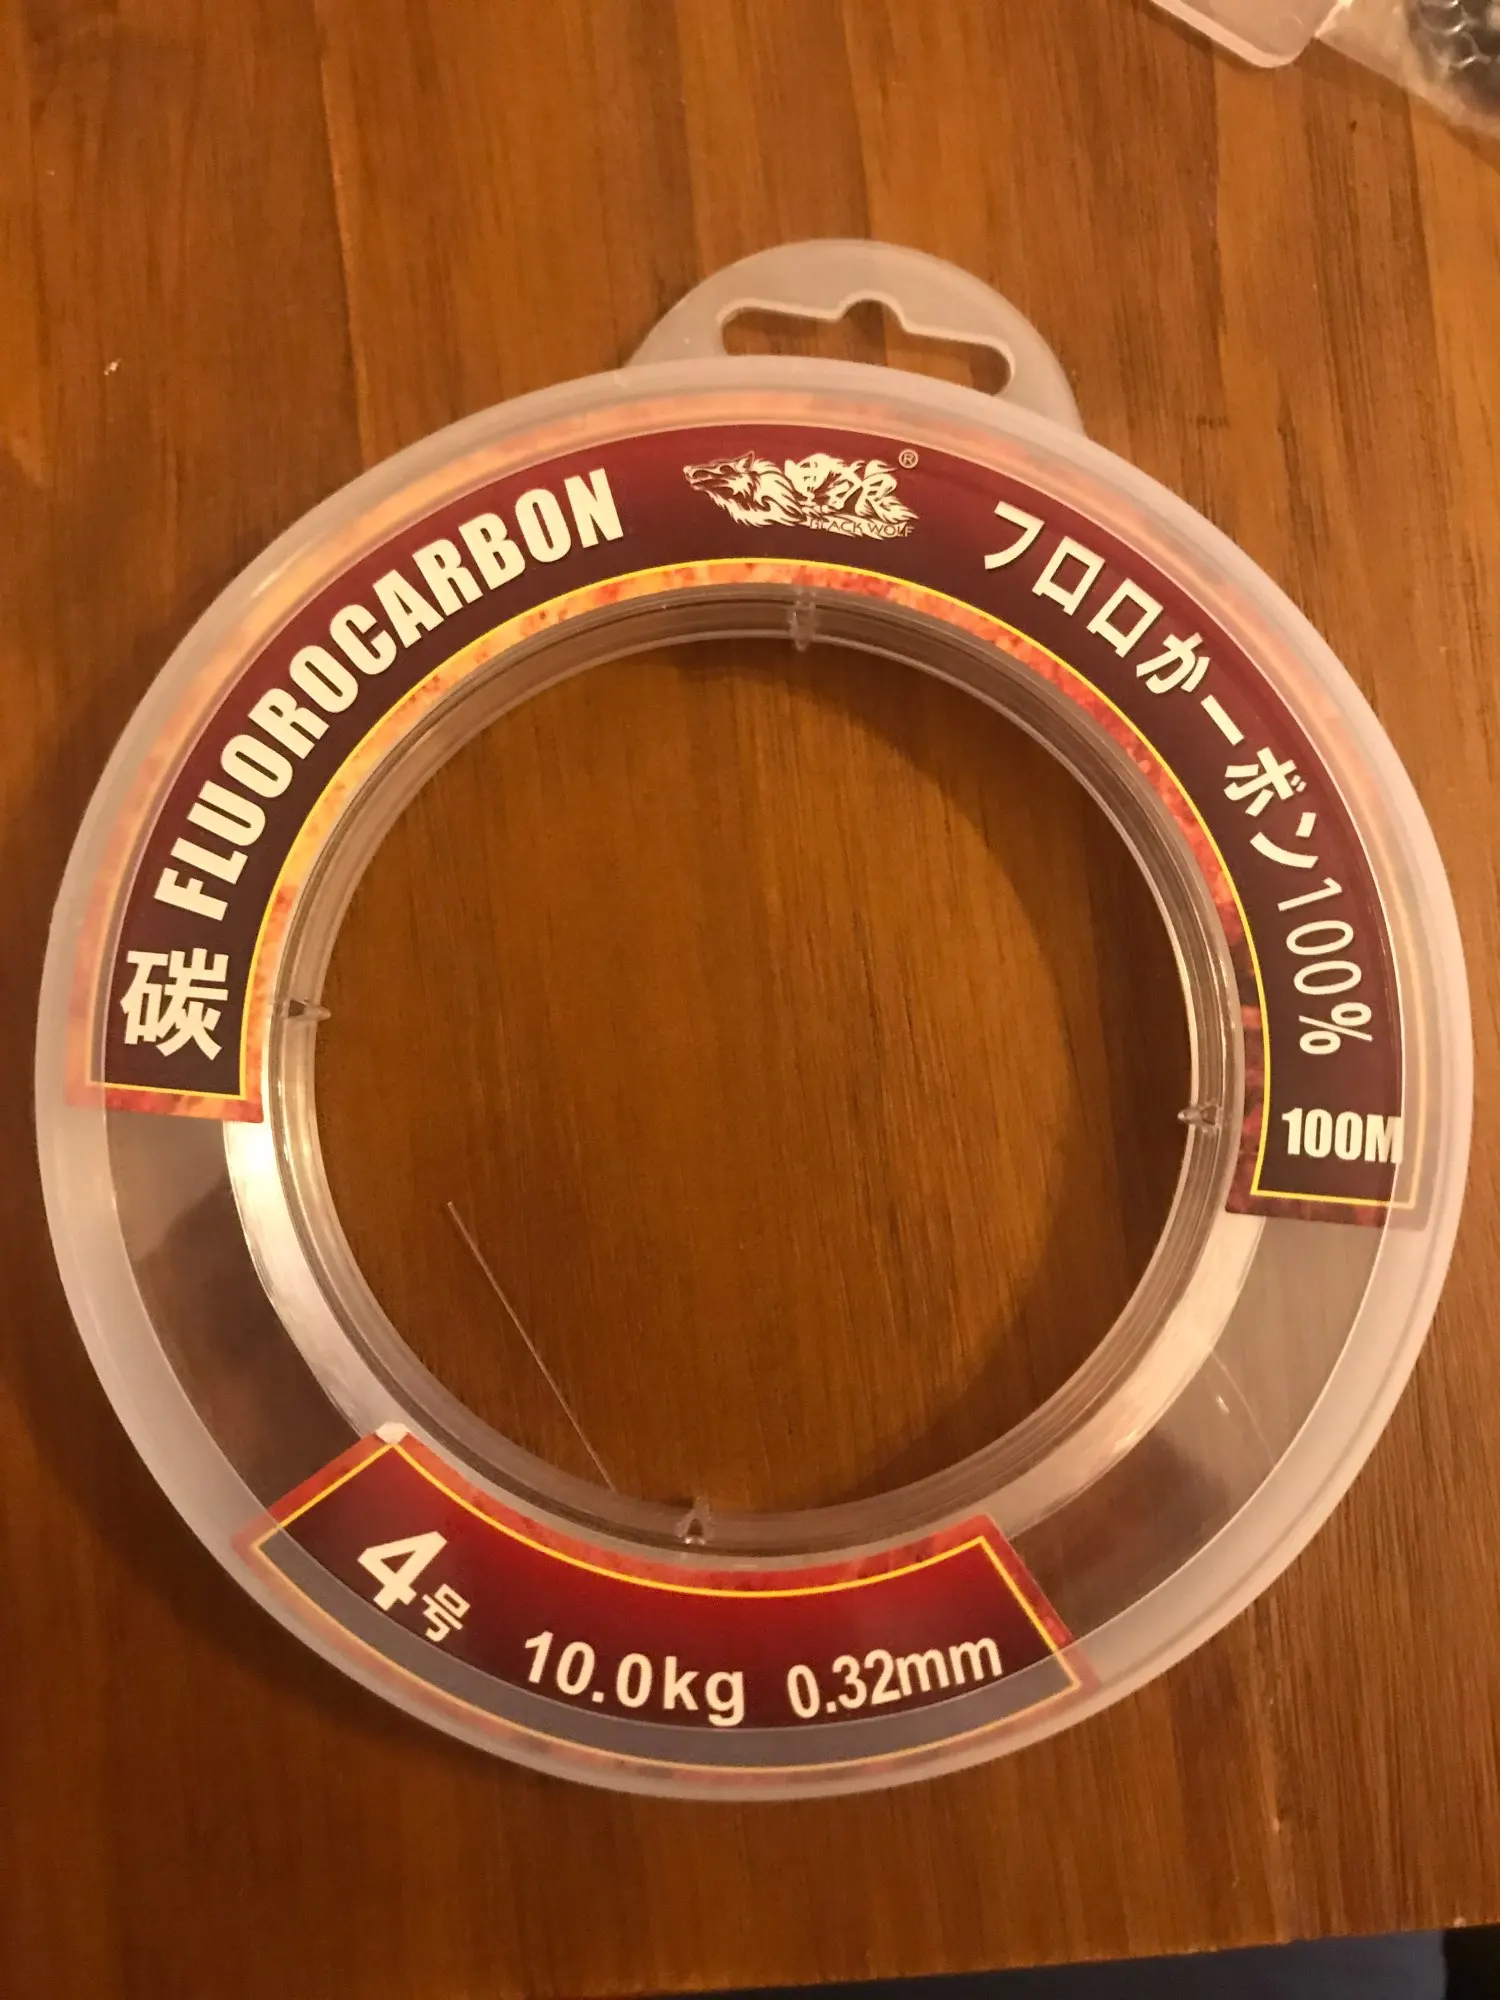 碳 FLUOROCARBON
黑狼®
BLACK WOLF
フロロかーボン100%
100M
4号 10.0kg 0.32mm